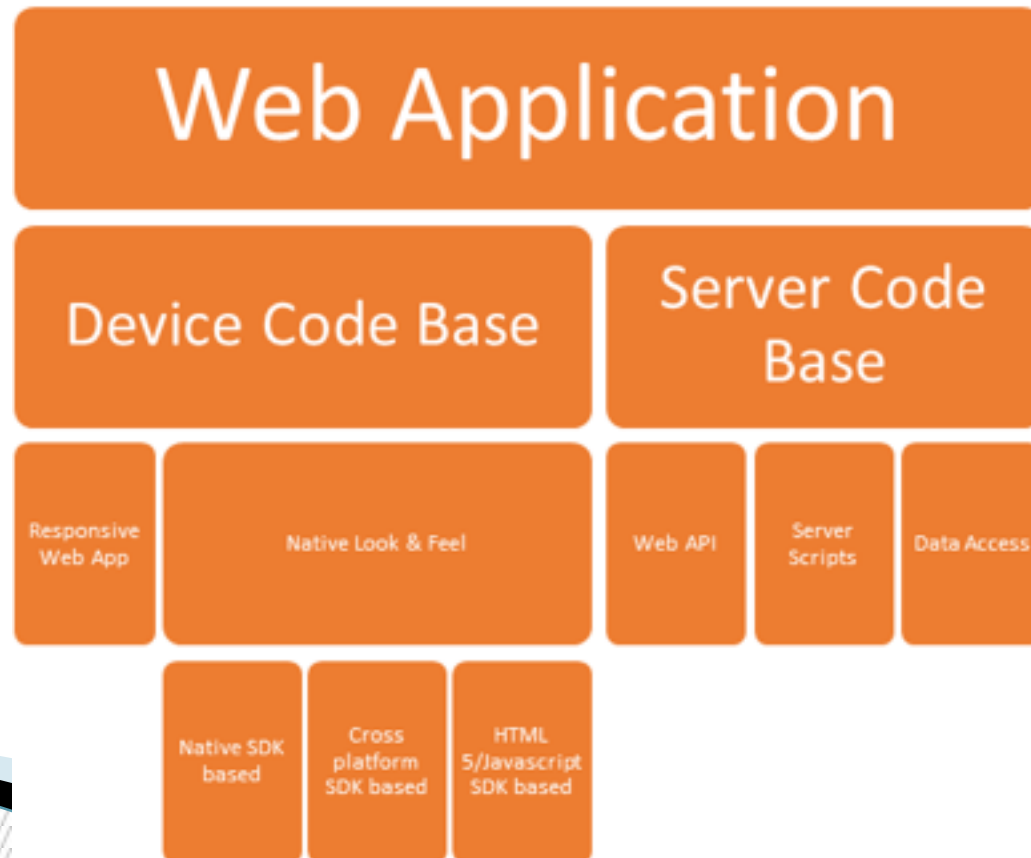 Web Application
Device Code Base
Server Code
Base
Responsive
Web App
Native Look & Feel
Web API
Server
Scripts
Data Access
Native SDK
based
Cross
platform
SDK based
HTML
5/Javascript
SDK based